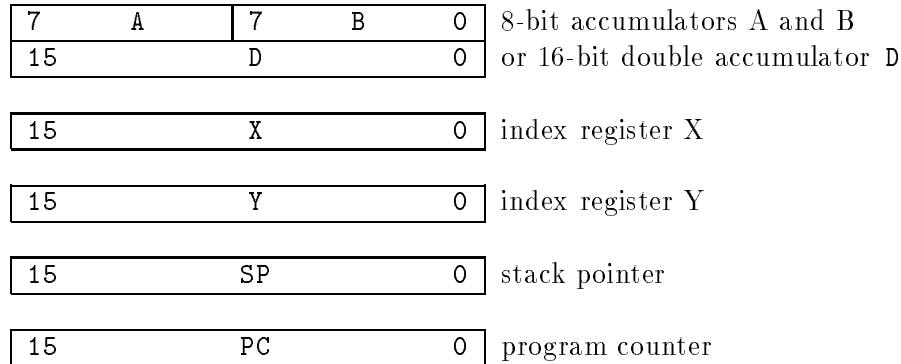 7 A 7 B 0 8-bit accumulators A and B
15 D 0 or 16-bit double accumulator D
15 X 0 index register X
15 Y 0 index register Y
15 SP 0 stack pointer
15 PC 0 program counter